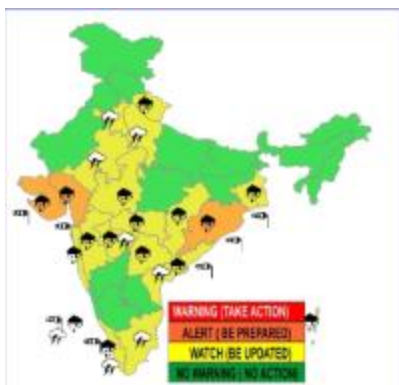 WARNING (TAKE ACTION)
ALERT ( BE PREPARED)
WATCH (BE UPDATED)
NO WARNING ( NO ACTION)